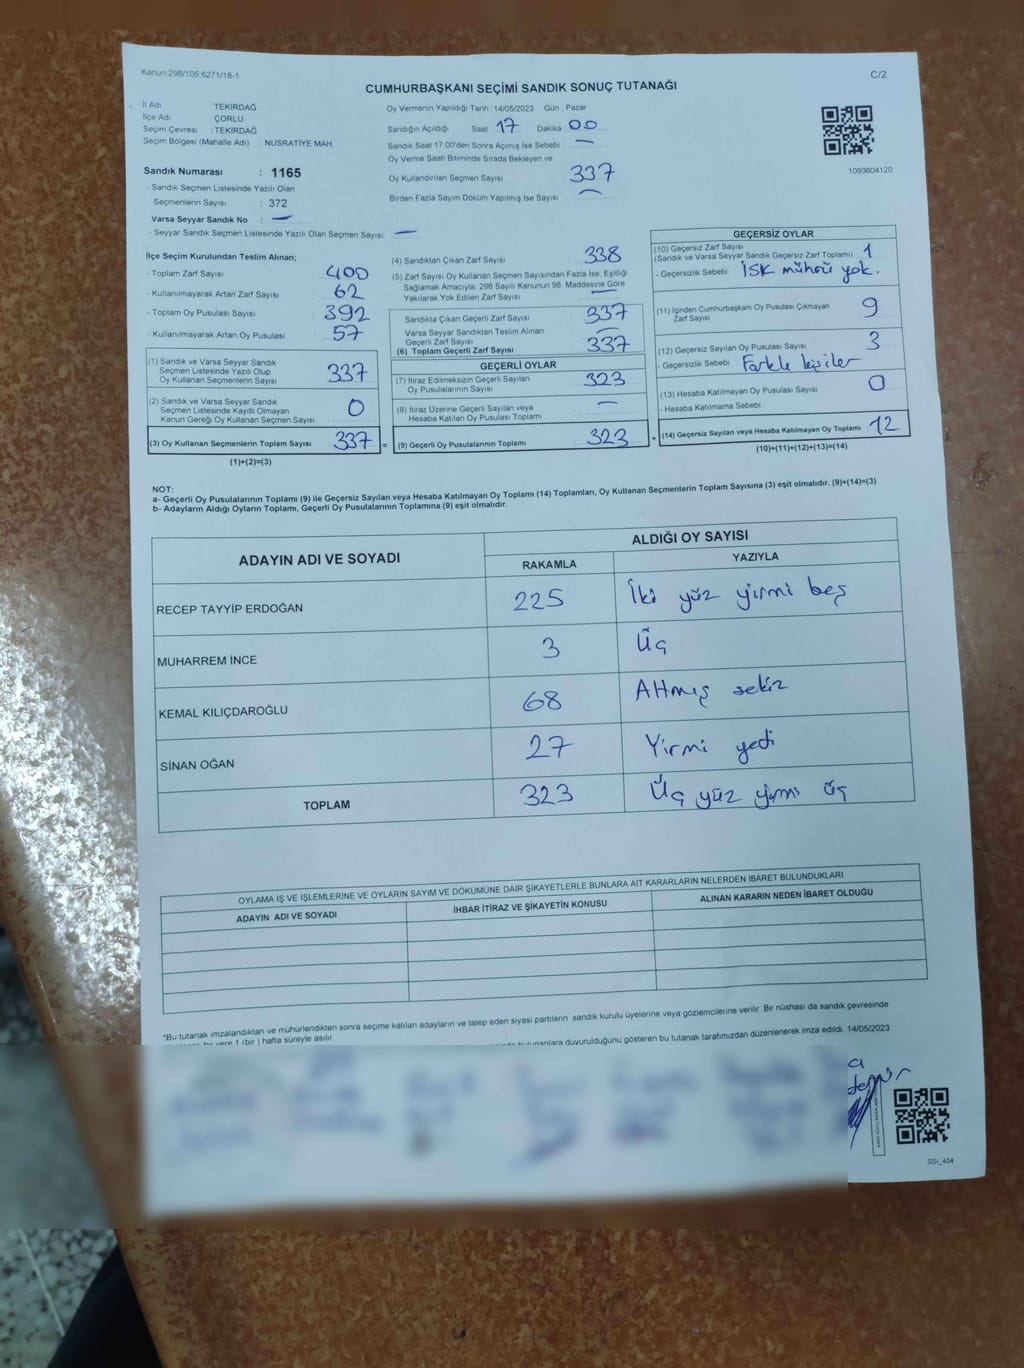 Kanun:298/105,6271/18-1
C/2
CUMHURBAŞKANI SEÇİMİ SANDIK SONUÇ TUTANAĞI
İl Adı TEKİRDAĞ
İlçe Adı : ÇORLU
Seçim Çevresi : TEKİRDAĞ
Seçim Bölgesi (Mahalle Adı) : NUSRATIYE MAH.
Sandık Numarası : 1165
- Sandık Seçmen Listesinde Yazılı Olan
Seçmenlerin Sayısı : 372
Varsa Seyyar Sandık No : —
- Seyyar Sandık Seçmen Listesinde Yazılı Olan Seçmen Sayısı: —
Oy Vermenin Yapıldığı Tarih :14/05/2023 Gün : Pazar
Sandığın Açıldığı Saat 17 Dakika 00
Sandık Saat 17.00'den Sonra Açımış İse Sebebi : —
Oy Verme Saati Bitiminde Sırada Bekleyen ve
Oy Kullandırılan Seçmen Sayısı : 337
Birden Fazla Sayım Döküm Yapılmış İse Sayısı : —
1093604120
İlçe Seçim Kurulundan Teslim Alınan;
- Toplam Zarf Sayısı : 400
- Kullanılmayarak Artan Zarf Sayısı : 62
- Toplam Oy Pusulası Sayısı : 392
- Kullanılmayarak Artan Oy Pusulası : 57
(1) Sandık ve Varsa Seyyar Sandık
Seçmen Listesinde Yazılı Olup
Oy Kullanan Seçmenlerin Sayısı : 337
(2) Sandık ve Varsa Seyyar Sandık
Seçmen Listesinde Kayıtlı Olmayan
Kanun Gereği Oy Kullanan Seçmen Sayısı : 0
(3) Oy Kullanan Seçmenlerin Toplam Sayısı : 337 =
(1)+(2)=(3)
(4) Sandıktan Çıkan Zarf Sayısı : 338
(5) Zarf Sayısı Oy Kullanan Seçmen Sayısından Fazla İse, Eşitliği
Sağlamak Amacıyla; 298 Sayılı Kanunun 98. Maddesine Göre
Yakılarak Yok Edilen Zarf Sayısı : —
Sandıkta Çıkan Geçerli Zarf Sayısı : 337
Varsa Seyyar Sandıktan Teslim Alınan
Geçerli Zarf Sayısı : —
(6) Toplam Geçerli Zarf Sayısı : 337
GEÇERLİ OYLAR
(7) İtiraz Edilmeksizin Geçerli Sayılan
Oy Pusulalarının Sayısı : 323
(8) İtiraz Üzerine Geçerli Sayılan veya
Hesaba Katılan Oy Pusulası Toplamı : —
(9) Geçerli Oy Pusulalarının Toplamı : 323 +
GEÇERSİZ OYLAR
(10) Geçersiz Zarf Sayısı
(Sandık ve Varsa Seyyar Sandık Geçersiz Zarf Toplamı) : 1
- Geçersizlik Sebebi : İSK mührü yok.
(11) İçinden Cumhurbaşkanı Oy Pusulası Çıkmayan
Zarf Sayısı : 9
(12) Geçersiz Sayılan Oy Pusulası Sayısı : 3
- Geçersizlik Sebebi : Farklı kişiler
(13) Hesaba Katılmayan Oy Pusulası Sayısı : 0
- Hesaba Katılmama Sebebi :
(14) Geçersiz Sayılan veya Hesaba Katılmayan Oy Toplamı : 12
(10)+(11)+(12)+(13)=(14)
NOT:
a- Geçerli Oy Pusulalarının Toplamı (9) ile Geçersiz Sayılan veya Hesaba Katılmayan Oy Toplamı (14) Toplamları, Oy Kullanan Seçmenlerin Toplam Sayısına (3) eşit olmalıdır. (9)+(14)=(3)
b- Adayların Aldığı Oyların Toplamı, Geçerli Oy Pusulalarının Toplamına (9) eşit olmalıdır.
ADAYIN ADI VE SOYADI ALDIĞI OY SAYISI
RAKAMLA YAZIYLA
RECEP TAYYİP ERDOĞAN 225 İki yüz yirmi beş
MUHARREM İNCE 3 Üç
KEMAL KILIÇDAROĞLU 68 Altmış sekiz
SİNAN OĞAN 27 Yirmi yedi
TOPLAM 323 Üç yüz yirmi üç
OYLAMA İŞ VE İŞLEMLERİNE VE OYLARIN SAYIM VE DÖKÜMÜNE DAİR ŞİKAYETLERLE BUNLARA AİT KARARLARIN NELERDEN İBARET BULUNDUKLARI
ADAYIN ADI VE SOYADI İHBAR İTİRAZ VE ŞİKAYETİN KONUSU ALINAN KARARIN NEDEN İBARET OLDUĞU
*Bu tutanak imzalandıktan ve mühürlendikten sonra seçime katılan adayların ve talep eden siyasi partilerin sandık kurulu üyelerine veya gözlemcilerine verilir. Bir nüshası da sandık çevresinde
bir yere 1 (bir) hafta süreyle asılır.
bulunanlara duyurulduğunu gösteren bu tutanak tarafımızdan düzenlenerek imza edildi. 14/05/2023
SSI_404